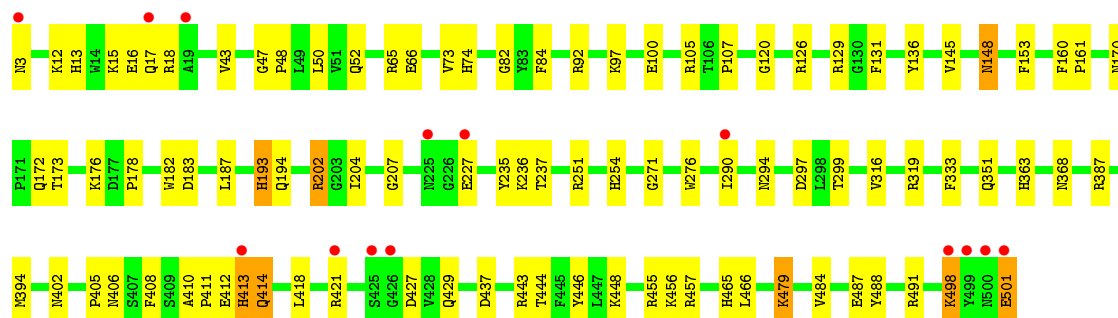 N3 K12 H13 W14 K15 E16 Q17 R18 A19 V43 G47 P48 L49 L50 V51 Q52 R65 E66 V73 H74 G82 Y83 F84 R92 K97 E100 R105 T106 P107 G120 R126 R129 G130 F131 Y136 V145 N148 F153 F160 P161 N170
P171 Q172 T173 K176 D177 P178 W182 D183 L187 H193 Q194 R202 G203 I204 G207 N225 G226 E227 Y235 K236 T237 R251 H254 G271 W276 I290 N294 D297 L298 T299 V316 R319 F333 Q351 H363 N368 R387
M394 N402 P405 N406 S407 F408 S409 A410 P411 E412 H413 Q414 L418 R421 S425 G426 D427 V428 Q429 D437 R443 T444 F445 Y446 L447 K448 R455 K456 R457 H465 L466 K479 V484 E487 Y488 R491 K498 Y499 N500 E501